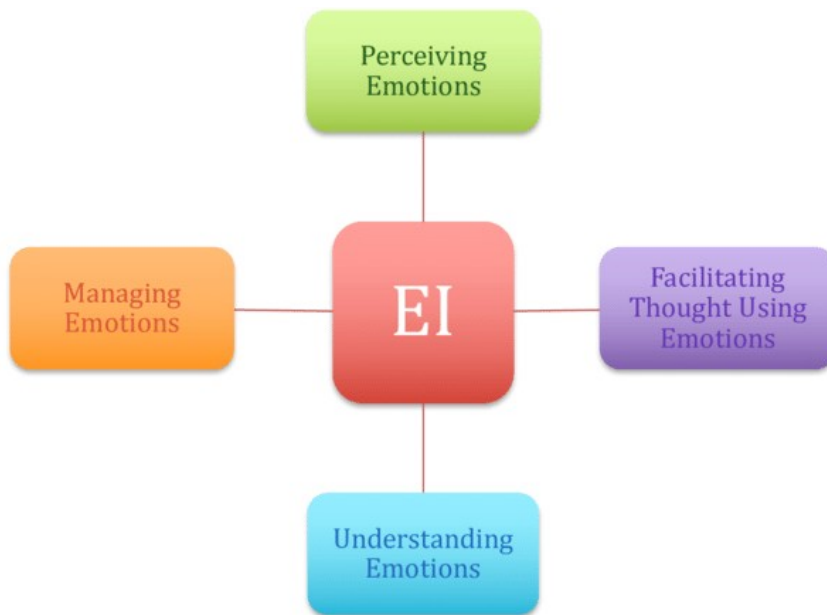 Perceiving
Emotions
Managing
Emotions
EI
Facilitating
Thought Using
Emotions
Understanding
Emotions